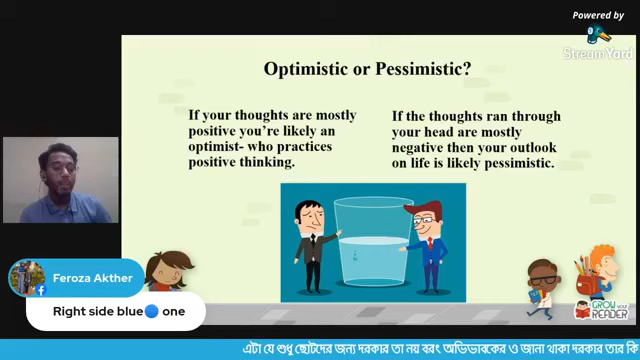 Powered by
StreamYard
Optimistic or Pessimistic?
If your thoughts are mostly
positive you're likely an
optimist- who practices
positive thinking.
If the thoughts ran through
your head are mostly
negative then your outlook
on life is likely pessimistic.
Feroza Akther
Right side blue🔵 one
GROW YOUR
READER
এটা যে শুধু ছোটদের জন্য দরকার তা নয় বরং অভিভাবকের ও জানা থাকা দরকার তার কি